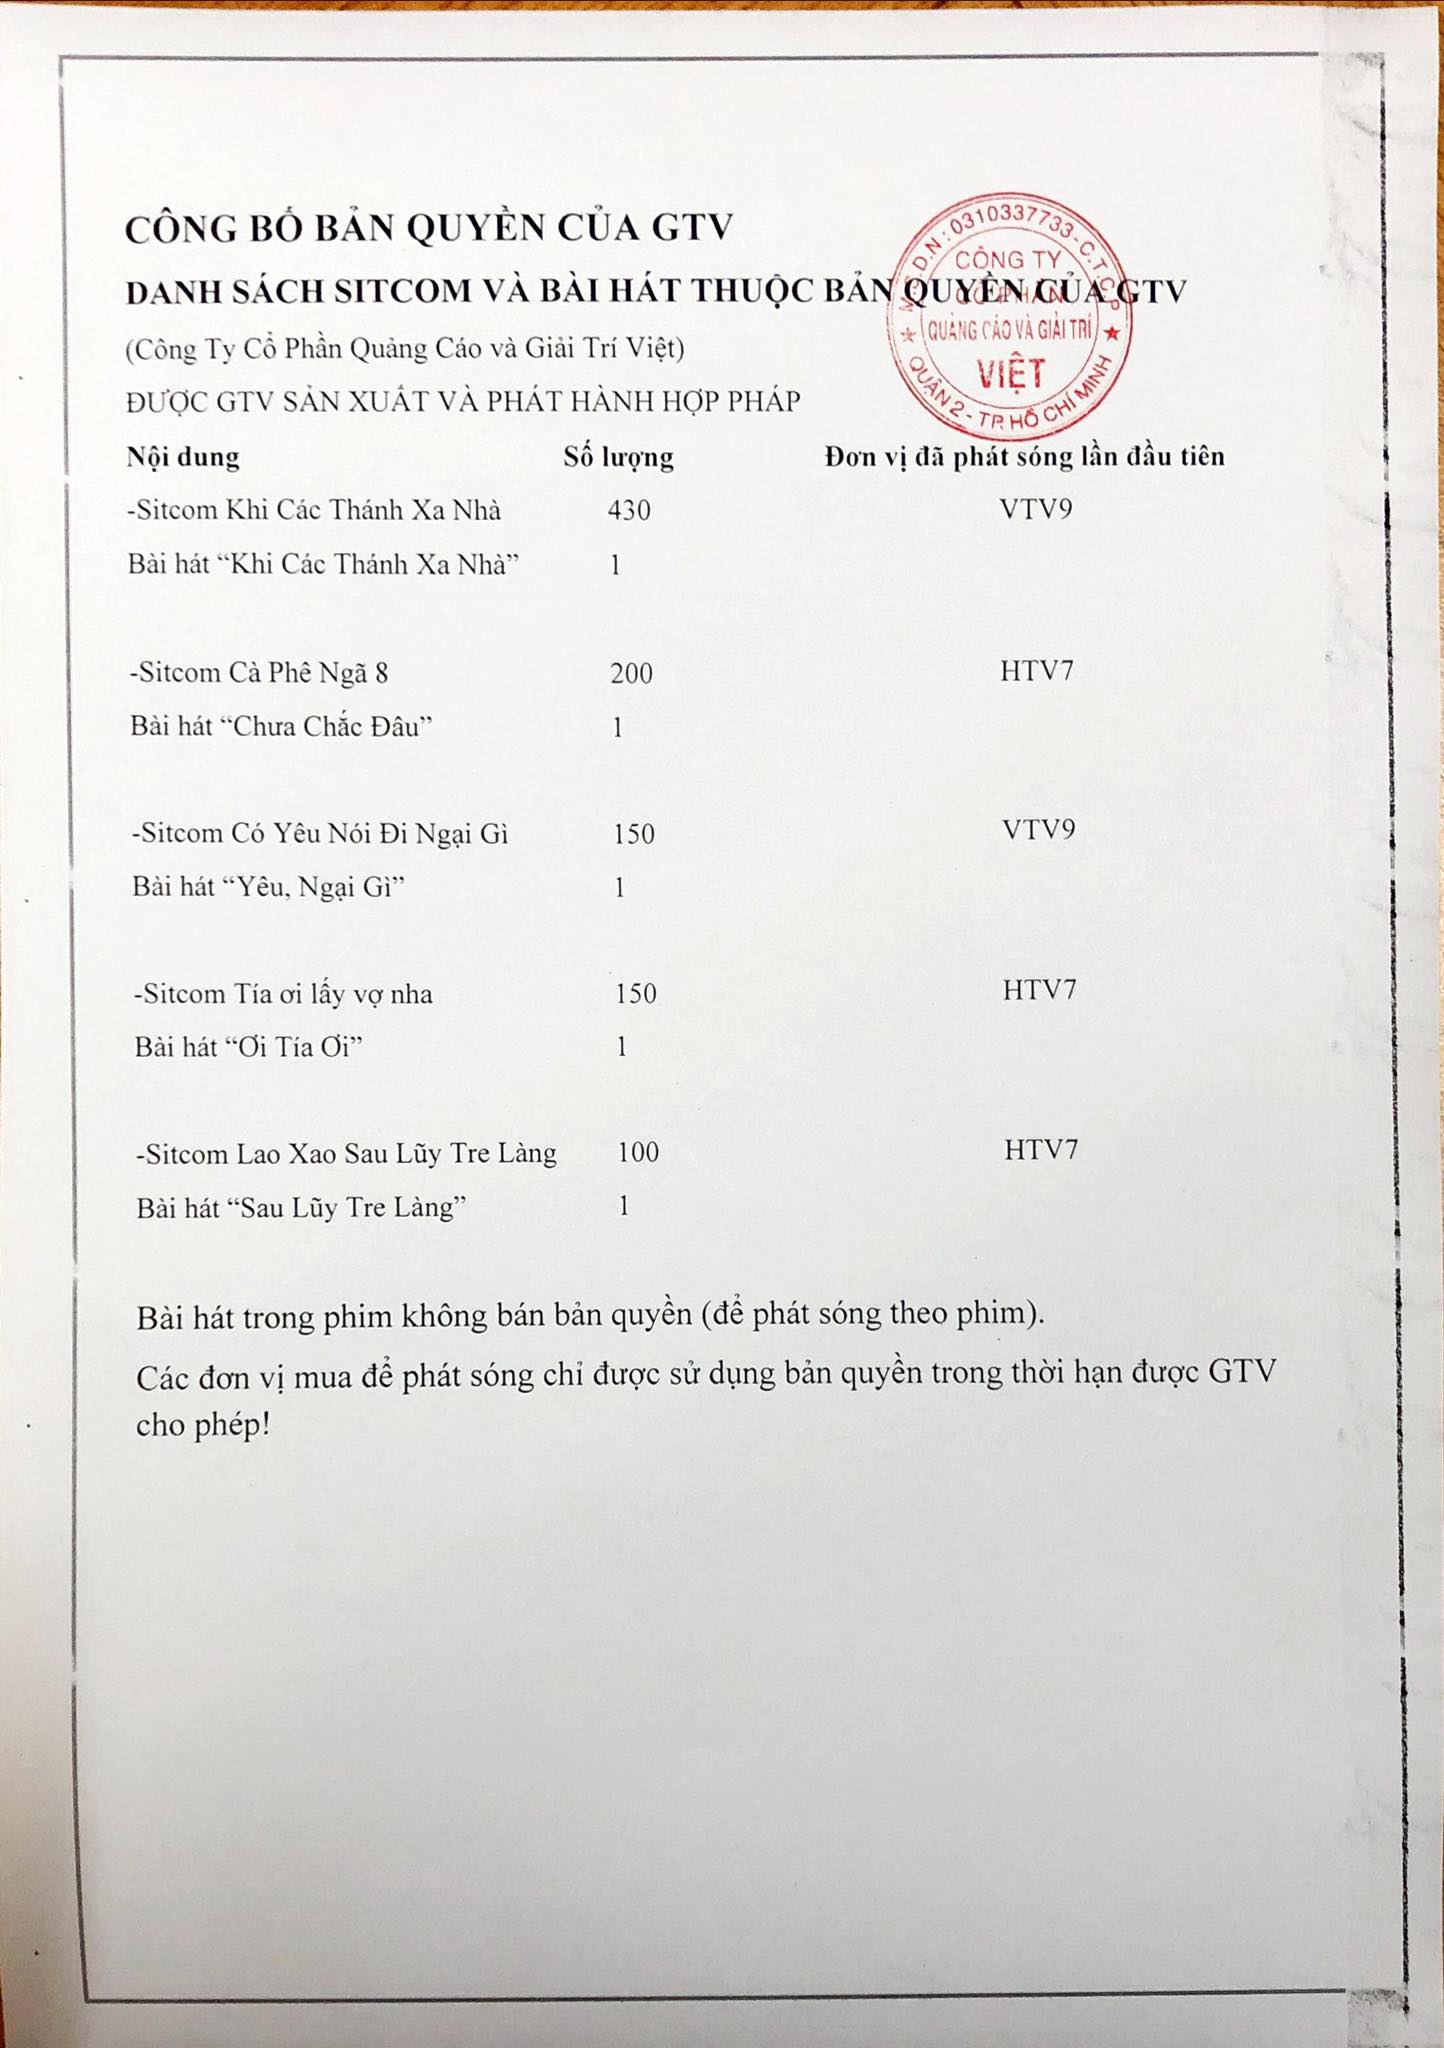 CÔNG BỐ BẢN QUYỀN CỦA GTV
DANH SÁCH SITCOM VÀ BÀI HÁT THUỘC BẢN QUYỀN CỦA GTV
(Công Ty Cổ Phần Quảng Cáo và Giải Trí Việt)
ĐƯỢC GTV SẢN XUẤT VÀ PHÁT HÀNH HỢP PHÁP
M.S.D.N: 0310337733-C.T.C.P
CÔNG TY
CỔ PHẦN
QUẢNG CÁO VÀ GIẢI TRÍ
VIỆT
QUẬN 2 - TP. HỒ CHÍ MINH
Nội dung Số lượng Đơn vị đã phát sóng lần đầu tiên
-Sitcom Khi Các Thánh Xa Nhà 430 VTV9
Bài hát “Khi Các Thánh Xa Nhà” 1
-Sitcom Cà Phê Ngã 8 200 HTV7
Bài hát “Chưa Chắc Đâu” 1
-Sitcom Có Yêu Nói Đi Ngại Gì 150 VTV9
Bài hát “Yêu, Ngại Gì” 1
-Sitcom Tía ơi lấy vợ nha 150 HTV7
Bài hát “Ơi Tía Ơi” 1
-Sitcom Lao Xao Sau Lũy Tre Làng 100 HTV7
Bài hát “Sau Lũy Tre Làng” 1
Bài hát trong phim không bán bản quyền (để phát sóng theo phim).
Các đơn vị mua để phát sóng chỉ được sử dụng bản quyền trong thời hạn được GTV
cho phép!